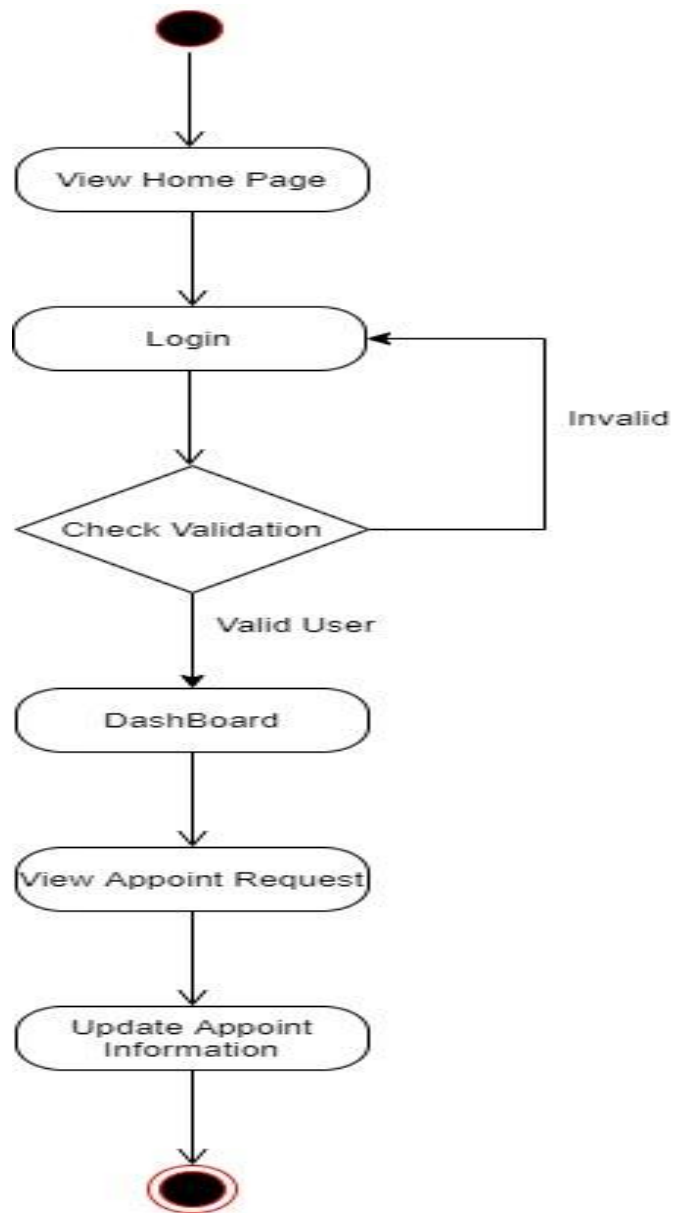 View Home Page
Login
Invalid
Check Validation
Valid User
DashBoard
View Appoint Request
Update Appoint
Information